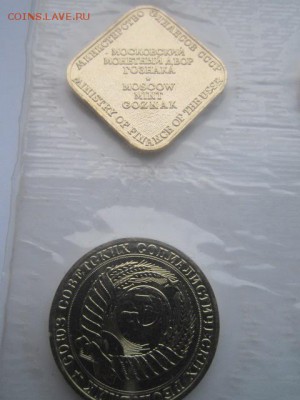 COINS.LAVE.RU
МИНИСТЕРСТВО ФИНАНСОВ СССР
МОСКОВСКИЙ
МОНЕТНЫЙ ДВОР
ГОЗНАКА
MOSCOW
MINT
GOZNAK
MINISTRY OF FINANCE OF THE USSR
СОЮЗ СОВЕТСКИХ СОЦИАЛИСТИЧЕСКИХ РЕСПУБЛИК